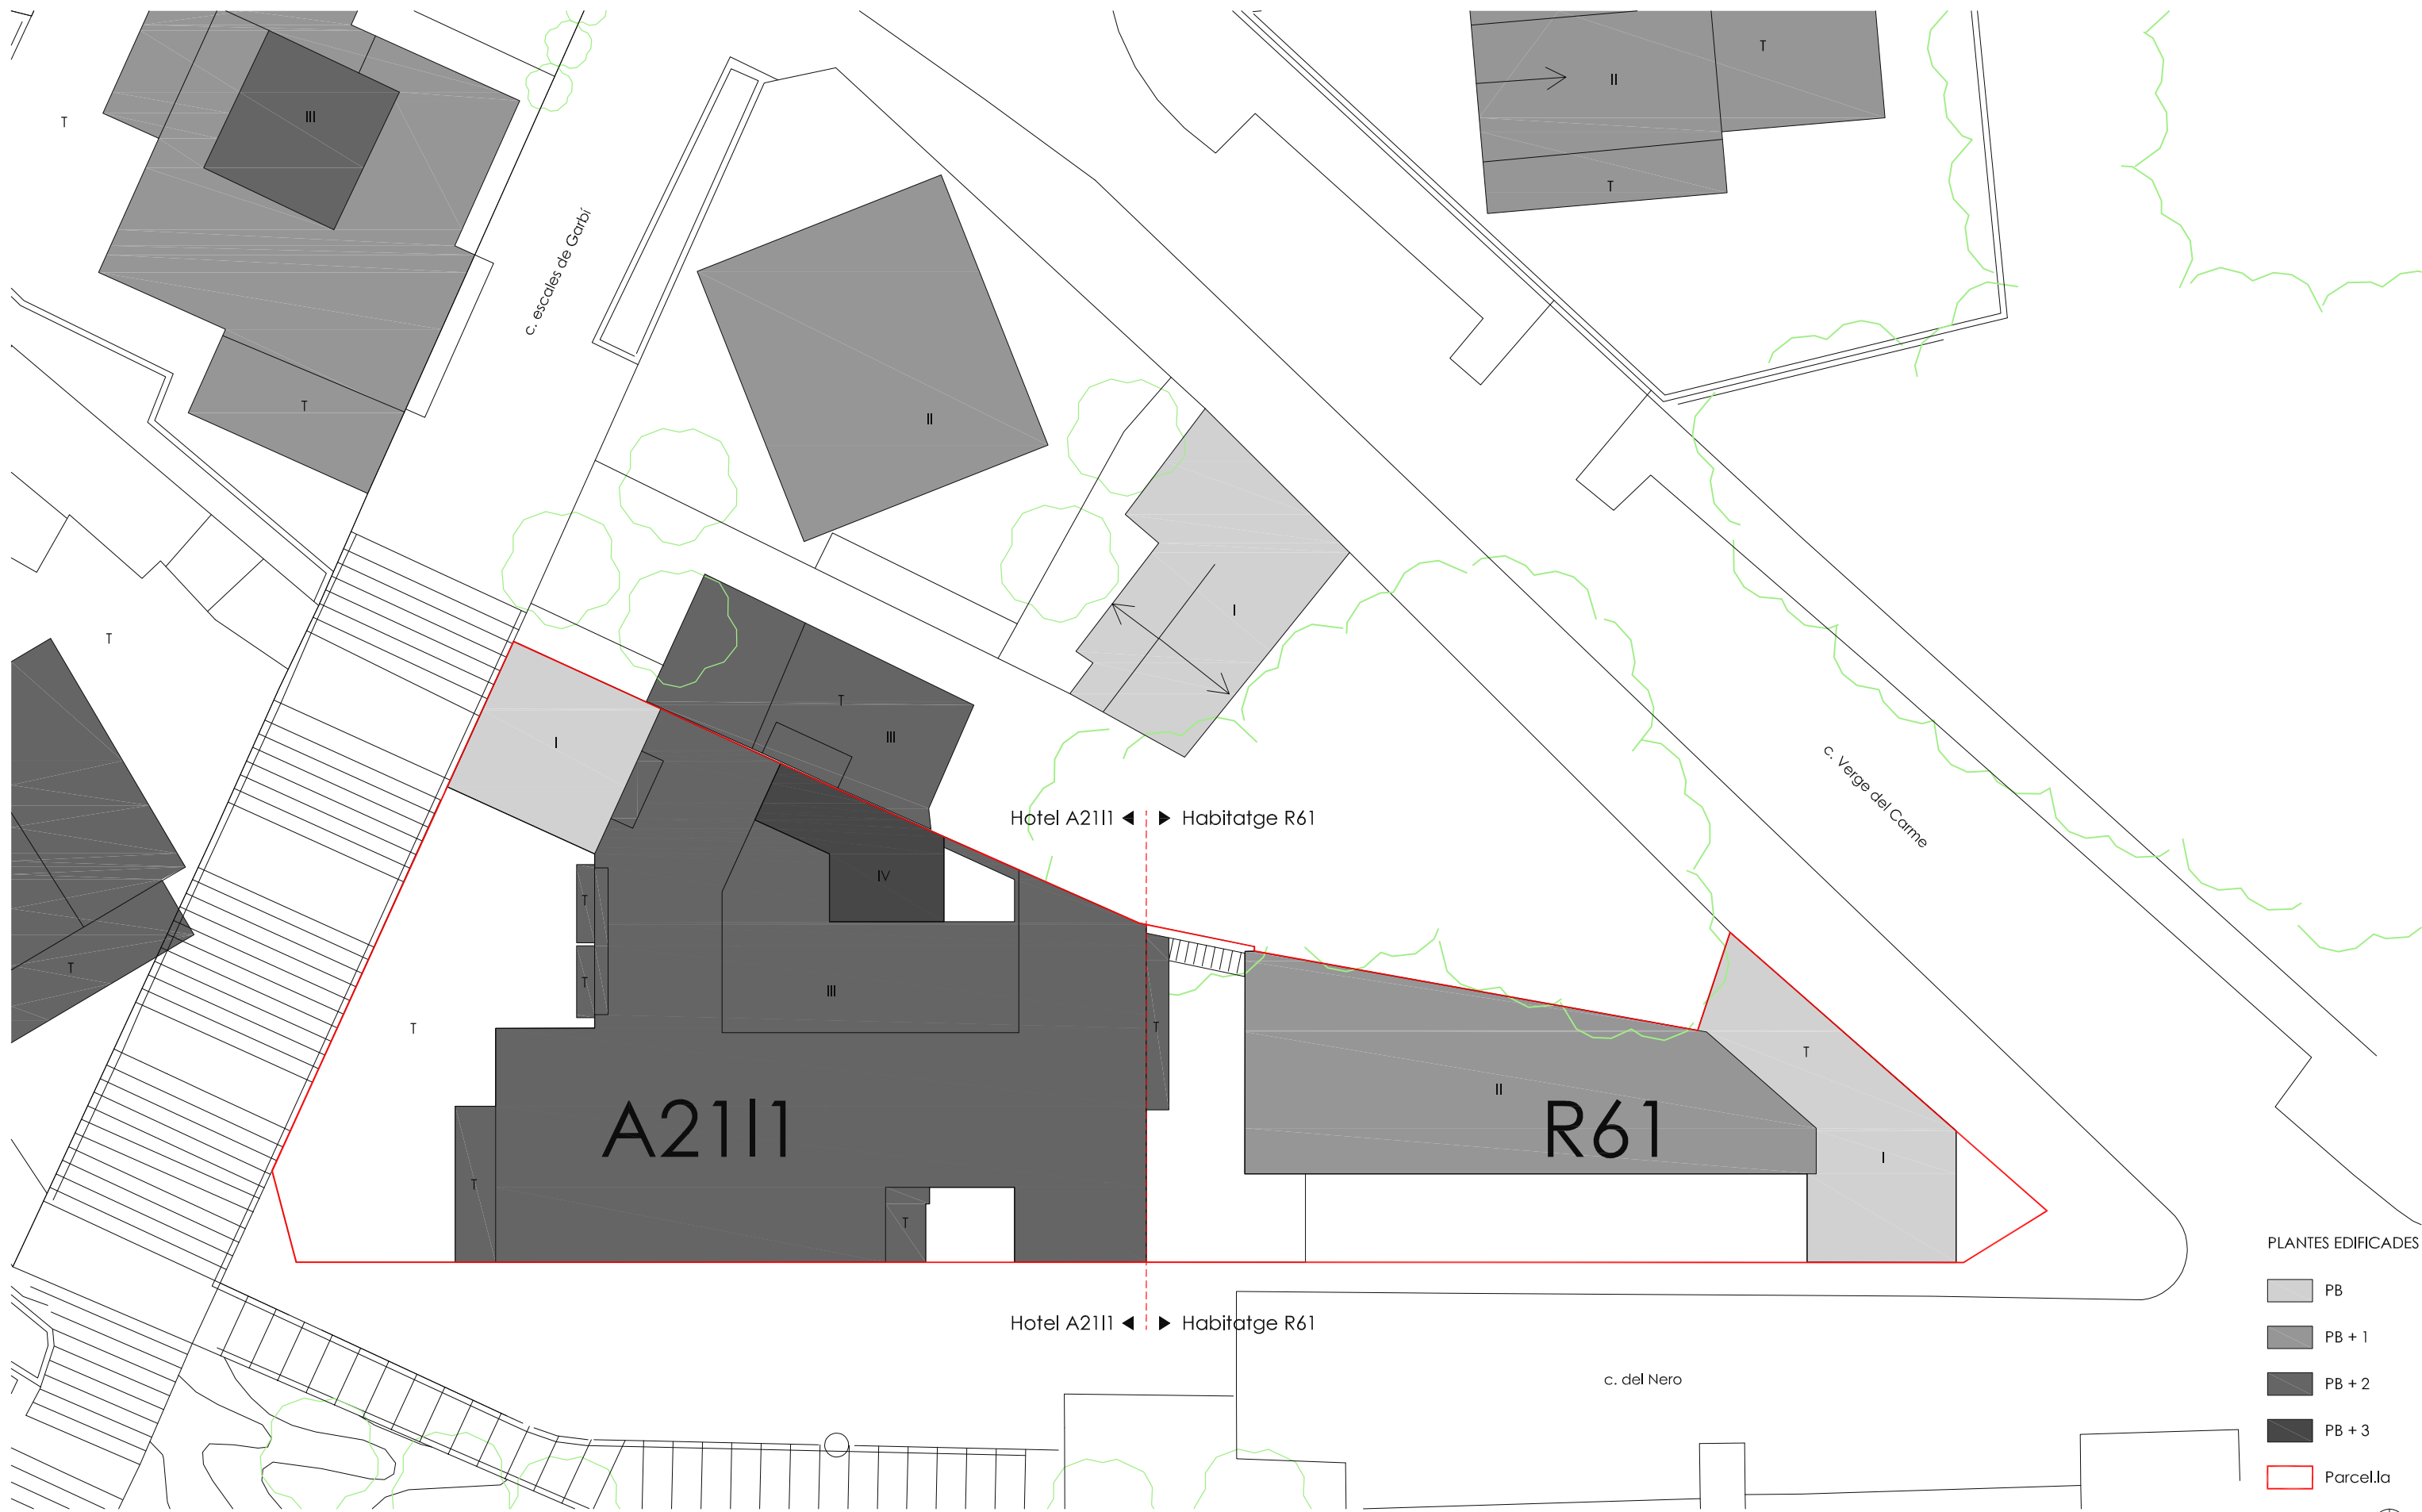 T
II
T
III
T
c. escales de Garbí
T
II
I
T
T
III
I
c. Verge del Carme
Hotel A21I1 ◄ ► Habitatge R61
IV
T
T
T
T
III
T
T
II
T
A21I1
R61
I
T
T
PLANTES EDIFICADES
PB
Hotel A21I1 ◄ ► Habitatge R61
PB + 1
c. del Nero
PB + 2
PB + 3
Parcel.la